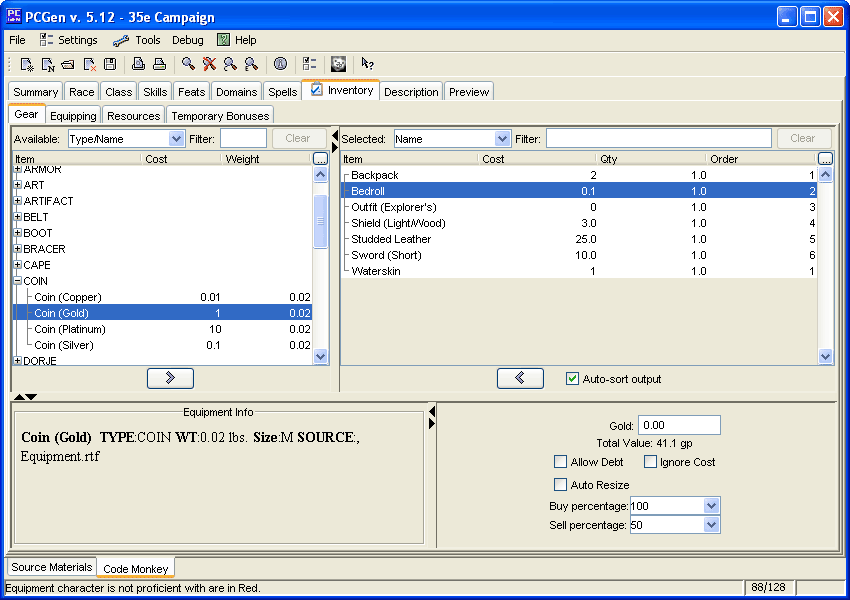 PCGen v. 5.12 - 35e Campaign
File Settings Tools Debug Help
Summary Race Class Skills Feats Domains Spells Inventory Description Preview
Gear Equipping Resources Temporary Bonuses
Available: Type/Name Filter: Clear
Item Cost Weight ...
ARMOR
ART
ARTIFACT
BELT
BOOT
BRACER
CAPE
COIN
Coin (Copper) 0.01 0.02
Coin (Gold) 1 0.02
Coin (Platinum) 10 0.02
Coin (Silver) 0.1 0.02
DORJE
Selected: Name Filter: Clear
Item Cost Qty Order ...
Backpack 2 1.0 1
Bedroll 0.1 1.0 2
Outfit (Explorer's) 0 1.0 3
Shield (Light/Wood) 3.0 1.0 4
Studded Leather 25.0 1.0 5
Sword (Short) 10.0 1.0 6
Waterskin 1 1.0 1
Auto-sort output
Equipment Info
Coin (Gold) TYPE:COIN WT:0.02 lbs. Size:M SOURCE:,
Equipment.rtf
Gold: 0.00
Total Value: 41.1 gp
Allow Debt Ignore Cost
Auto Resize
Buy percentage: 100
Sell percentage: 50
Source Materials Code Monkey
Equipment character is not proficient with are in Red. 88/128